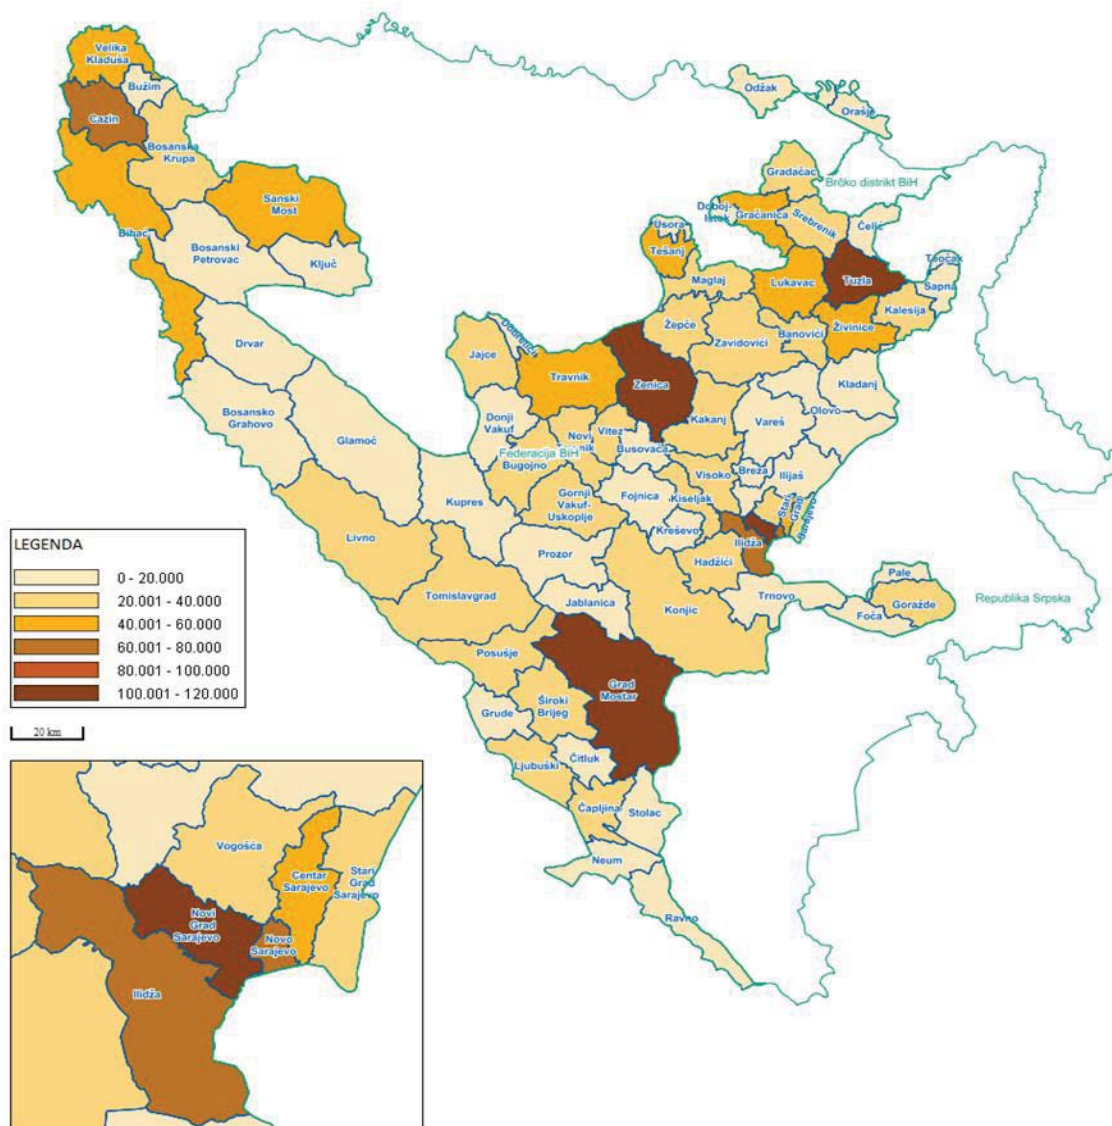 Velika
Kladuša
Bužim
Cazin
Bosanska
Krupa
Sanski
Most
Bihać
Bosanski
Petrovac
Ključ
Drvar
Bosansko
Grahovo
Glamoč
Odžak
Orašje
Gradačac
Brčko distrikt BiH
Doboj-
Istok
Gračanica
Srebrenik
Čelić
Usora
Tešanj
Maglaj
Lukavac
Tuzla
Teočak
Sapna
Kalesija
Živinice
Banovići
Žepče
Zavidovići
Dobretići
Jajce
Travnik
Zenica
Kladanj
Olovo
Vareš
Kakanj
Donji
Vakuf
Novi
Travnik
Vitez
Busovača
Federacija BiH
Bugojno
Visoko
Breza
Ilijaš
Kupres
Gornji
Vakuf-
Uskoplje
Fojnica
Kiseljak
Kreševo
Stari
Grad
Sarajevo
Ilidža
Hadžići
Livno
Prozor
Tomislavgrad
Jablanica
Konjic
Trnovo
Pale
Goražde
Foča
Republika Srpska
Posušje
Grad
Mostar
Široki
Brijeg
Grude
Čitluk
Ljubuški
Čapljina
Stolac
Neum
Ravno
LEGENDA
0 - 20.000
20.001 - 40.000
40.001 - 60.000
60.001 - 80.000
80.001 - 100.000
100.001 - 120.000
20 km
Vogošća
Centar
Sarajevo
Stari
Grad
Sarajevo
Novi
Grad
Sarajevo
Novo
Sarajevo
Ilidža